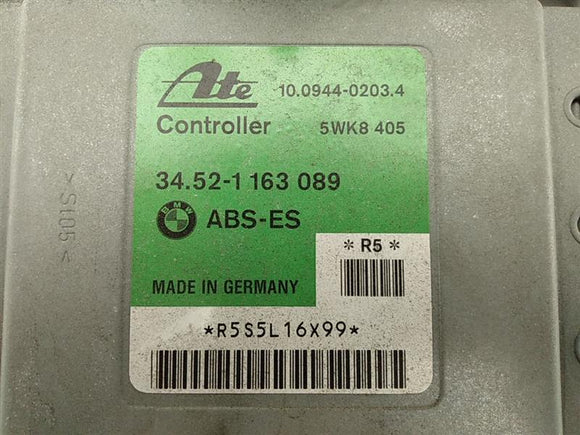 Ate 10.0944-0203.4
Controller 5WK8 405
34.52-1 163 089
BMW ABS-ES
* R5 *
MADE IN GERMANY
*R5S5L16X99*
>S105<